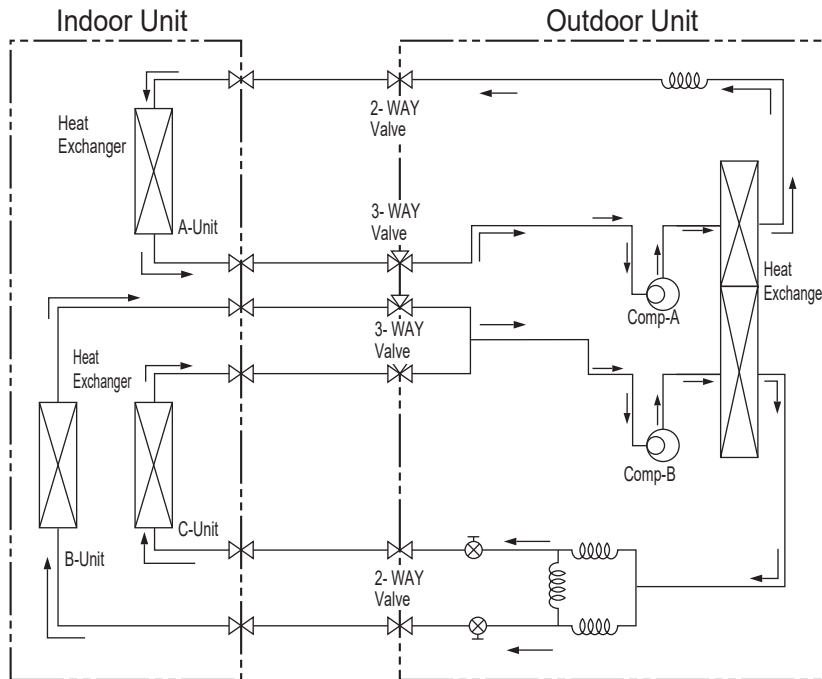 Indoor Unit
Outdoor Unit
2- WAY
Valve
Heat
Exchanger
A-Unit
3- WAY
Valve
Heat
Exchange
Comp-A
3- WAY
Valve
Heat
Exchanger
Comp-B
C-Unit
B-Unit
2- WAY
Valve